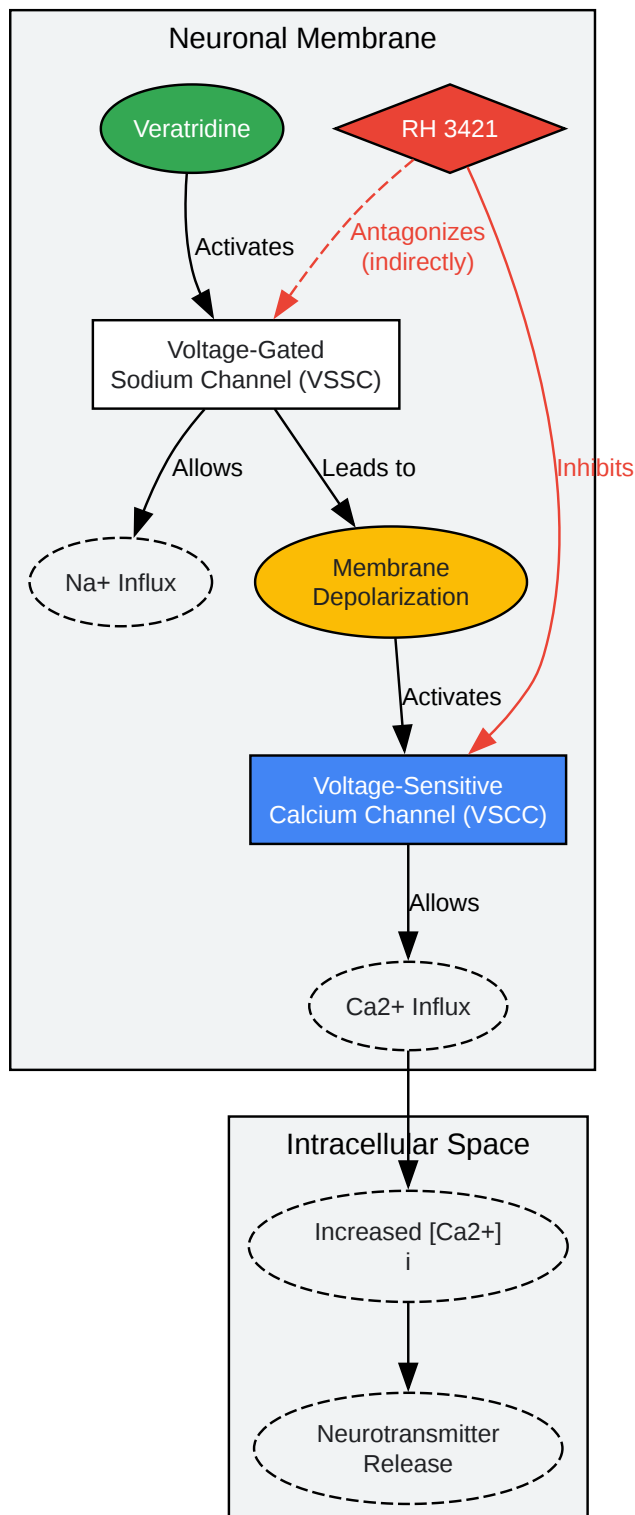 Neuronal Membrane
Veratridine
RH 3421
Activates
Antagonizes
(indirectly)
Voltage-Gated
Sodium Channel (VSSC)
Allows
Leads to
Inhibits
Na+ Influx
Membrane
Depolarization
Activates
Voltage-Sensitive
Calcium Channel (VSCC)
Allows
Ca2+ Influx
Intracellular Space
Increased [Ca2+]
i
Neurotransmitter
Release